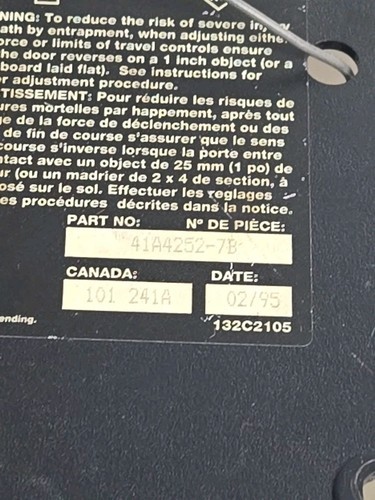 NING: To reduce the risk of severe
ath by entrapment, when adjusting
orce or limits of travel controls ensure
the door reverses on a 1 inch object (or a
board laid flat). See instructions for
r adjustment procedure.
TISSEMENT: Pour réduire les risques de
ures mortelles par happement, après tout
ge de la force de déclenchement ou des
de fin de course s'assurer que le sens
course s'inverse lorsque la porte entre
ntact avec un object de 25 mm (1 po) de
ur (ou un madrier de 2 x 4 de section, à
osé sur le sol. Effectuer les reglages
es procédures décrites dans la notice.
PART NO: Nº DE PIÈCE:
41A4252-7B
CANADA: DATE:
101 241A 02/95
ending. 132C2105